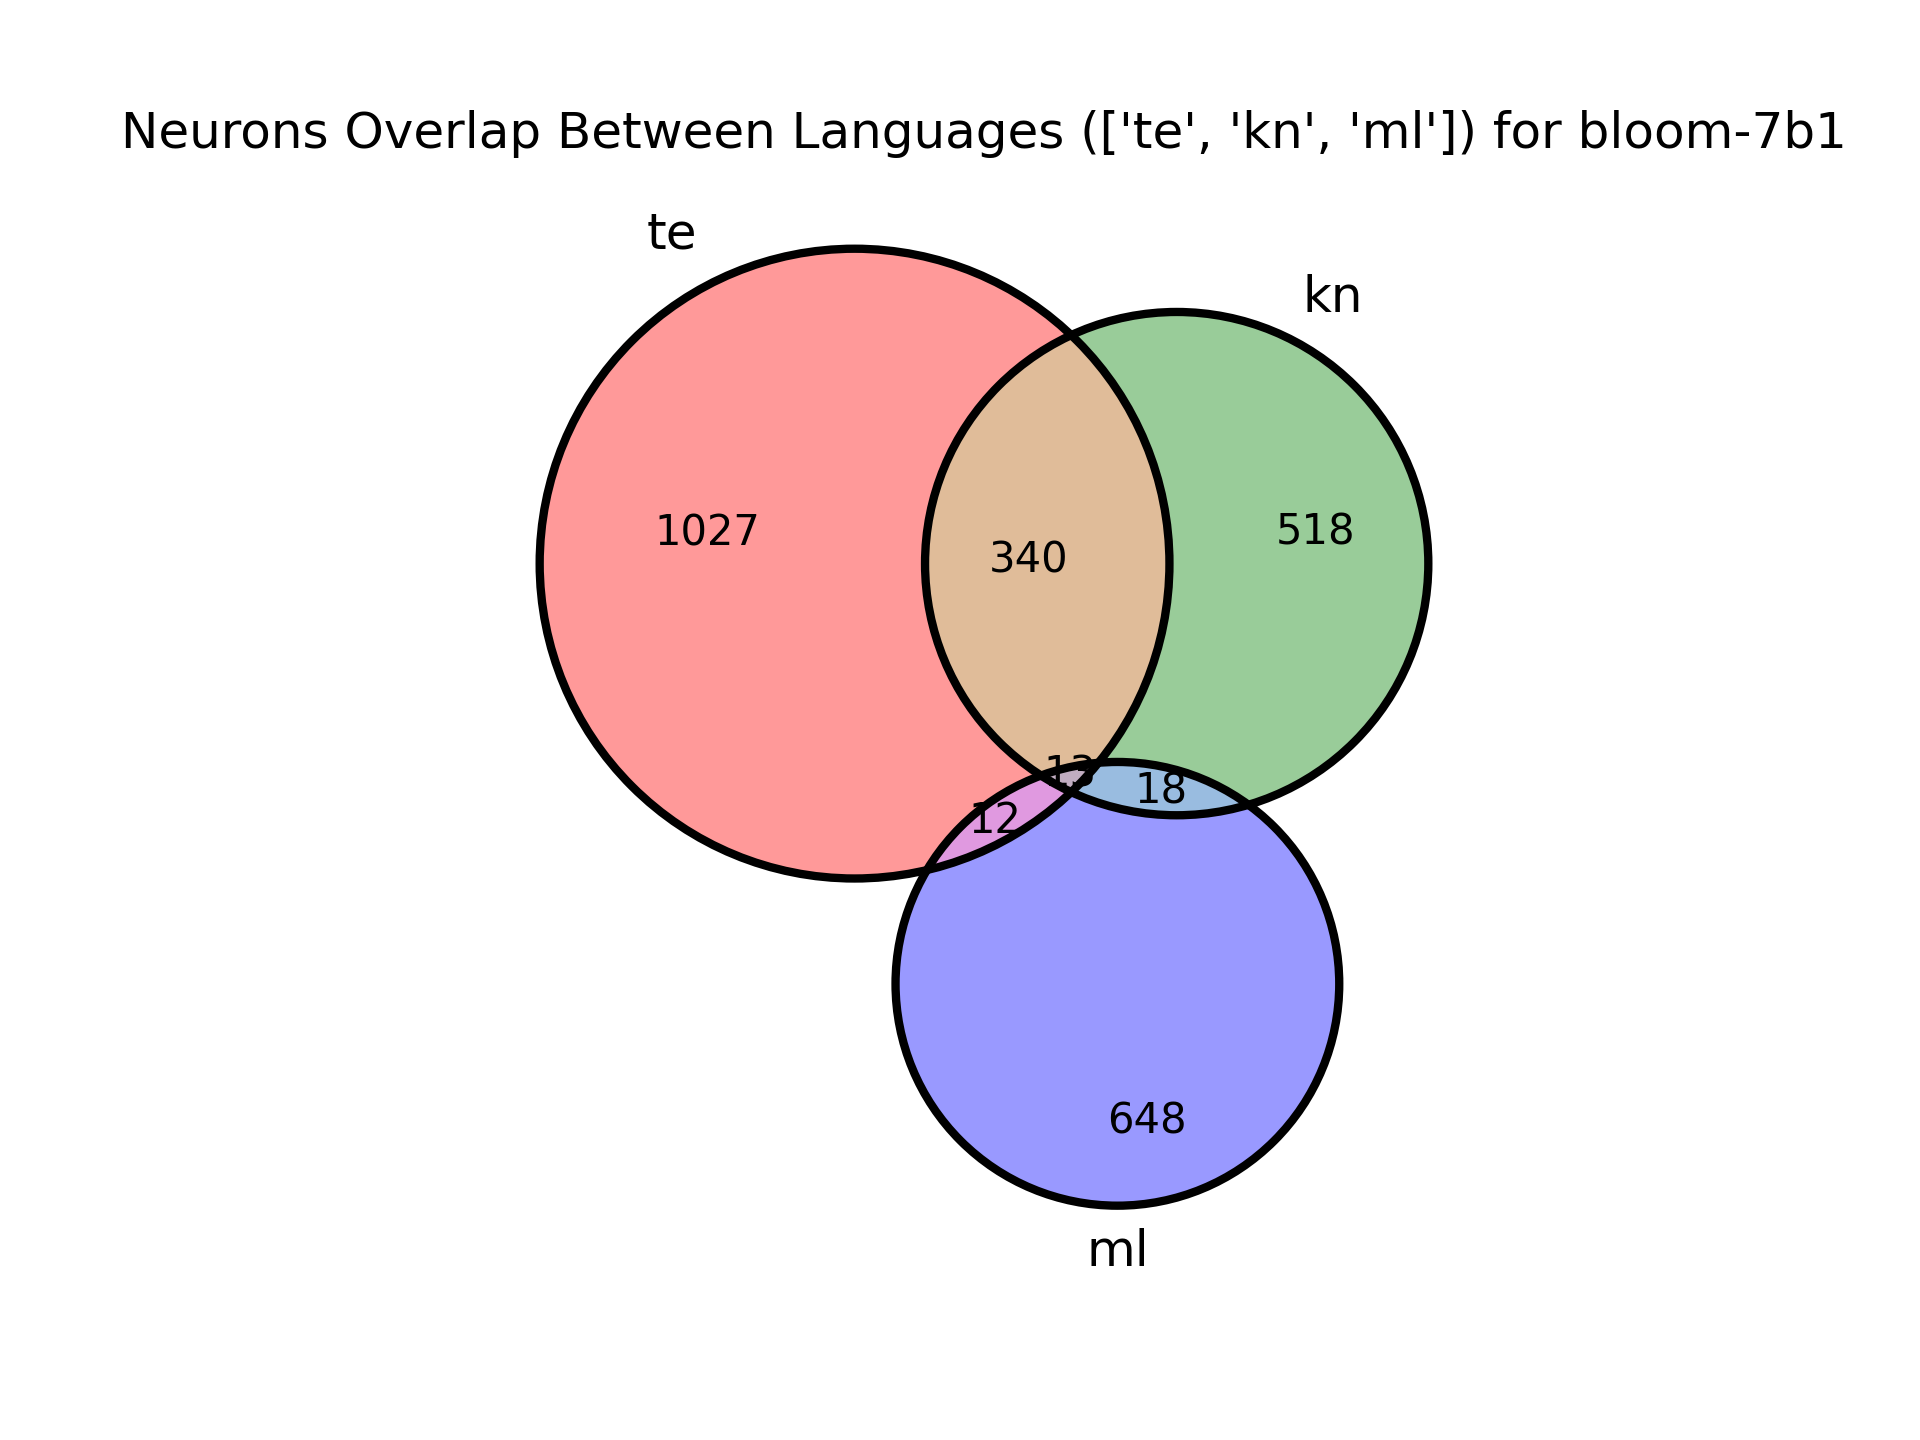 Neurons Overlap Between Languages (['te', 'kn', 'ml']) for bloom-7b1
te
kn
1027
340
518
13
18
12
648
ml